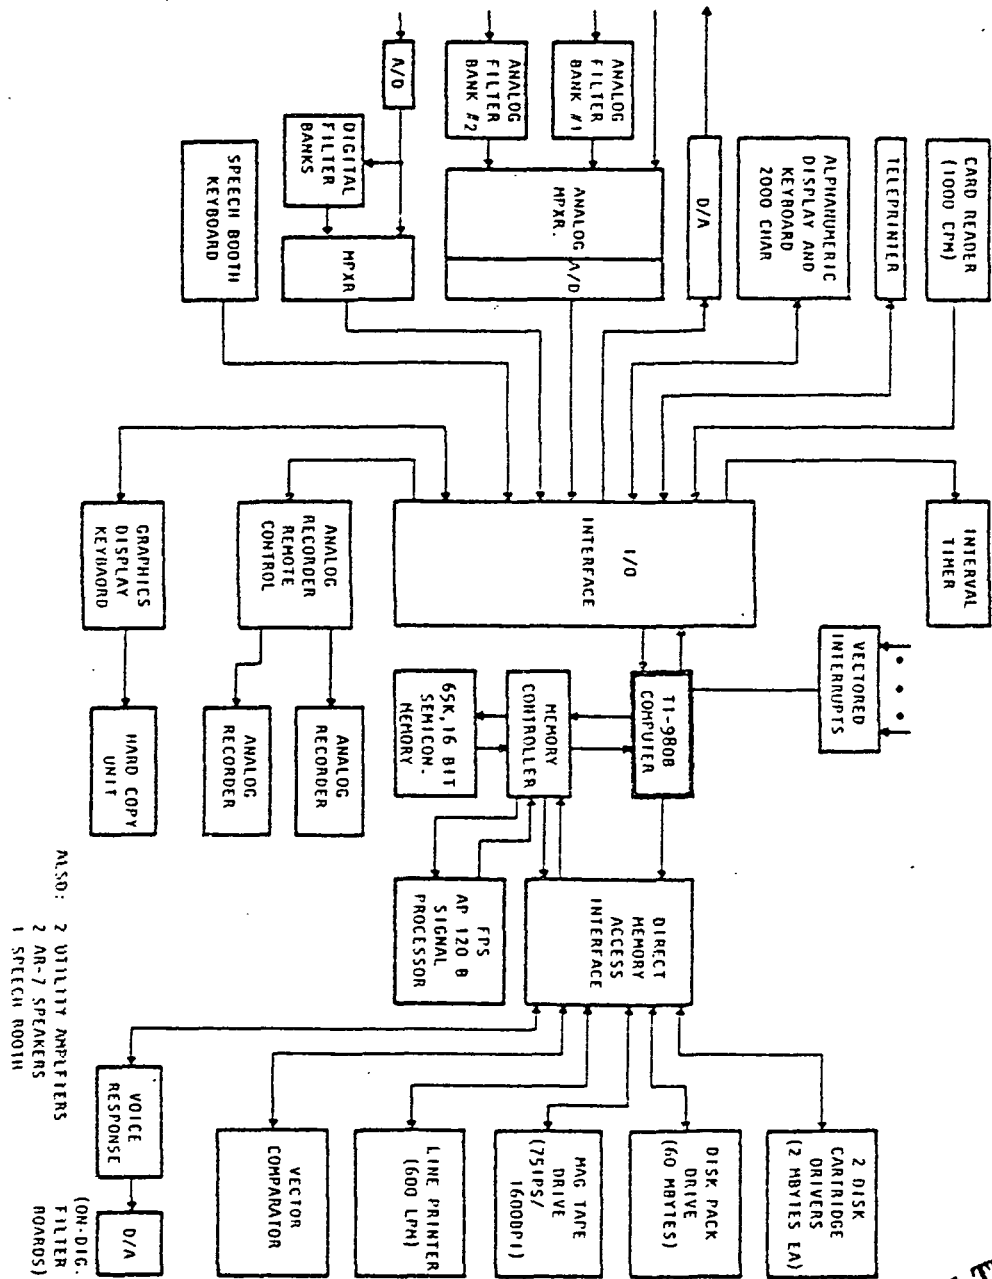 CARD READER
(1000 CPM)
TELEPRINTER
ALPHANUMERIC
DISPLAY AND
KEYBOARD
2000 CHAR
D/A
ANALOG
FILTER
BANK #1
ANALOG
FILTER
BANK #2
ANALOG
MPXR.
A/D
A/D
DIGITAL
FILTER
BANKS
MPXR
SPEECH BOOTH
KEYBOARD
INTERVAL
TIMER
I/O
INTERFACE
ANALOG
RECORDER
REMOTE
CONTROL
GRAPHICS
DISPLAY
KEYBAORD
VECTORED
INTERRUPTS
TI-980B
COMPUTER
MEMORY
CONTROLLER
65K, 16 BIT
SEMICON.
MEMORY
ANALOG
RECORDER
ANALOG
RECORDER
HARD COPY
UNIT
DIRECT
MEMORY
ACCESS
INTERFACE
FPS
AP 120 B
SIGNAL
PROCESSOR
2 DISK
CARTRIDGE
DRIVERS
(2 MBYTES EA)
DISK PACK
DRIVE
(60 MBYTES)
MAG TAPE
DRIVE
(75IPS/
1600DPI)
LINE PRINTER
(600 LPM)
VECTOR
COMPARATOR
VOICE
RESPONSE
D/A
(ON-DIG.
FILTER
BOARDS)
ALSO: 2 UTILITY AMPLFIERS
2 AR-7 SPEAKERS
1 SPEECH BOOTH